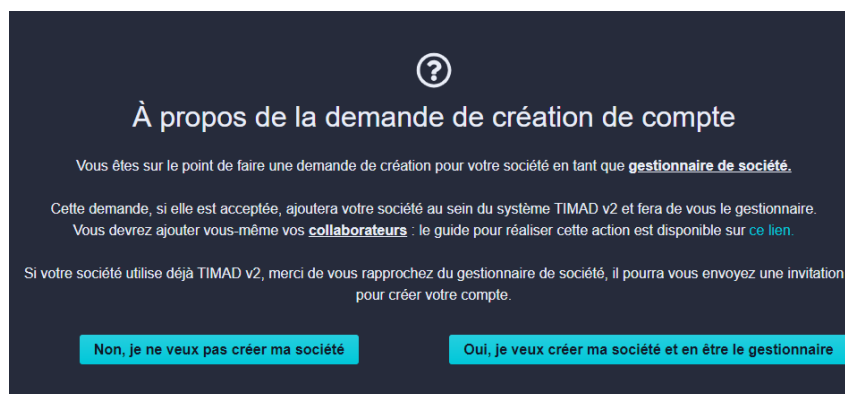 À propos de la demande de création de compte
Vous êtes sur le point de faire une demande de création pour votre société en tant que gestionnaire de société.
Cette demande, si elle est acceptée, ajoutera votre société au sein du système TIMAD v2 et fera de vous le gestionnaire.
Vous devrez ajouter vous-même vos collaborateurs : le guide pour réaliser cette action est disponible sur ce lien.
Si votre société utilise déjà TIMAD v2, merci de vous rapprochez du gestionnaire de société, il pourra vous envoyez une invitation
pour créer votre compte.
Non, je ne veux pas créer ma société
Oui, je veux créer ma société et en être le gestionnaire